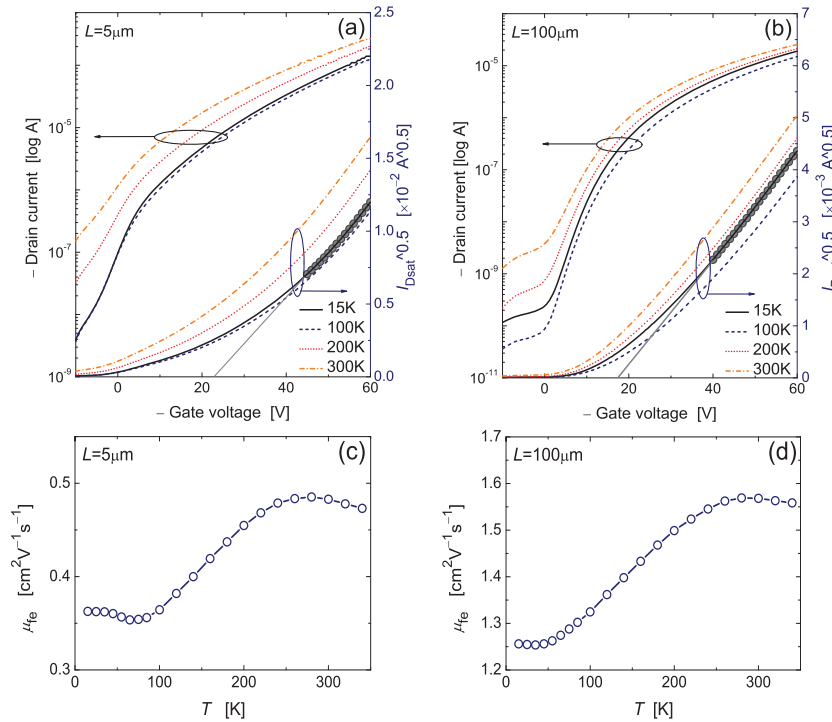 L=5μm
(a)
− Drain current [log A]
10^-5
10^-7
10^-9
2.5
2.0
1.5
1.0
0.5
0.0
I_Dsat^0.5 [×10^−2 A^0.5]
15K
100K
200K
300K
0 20 40 60
− Gate voltage [V]
L=100μm
(b)
− Drain current [log A]
10^-5
10^-7
10^-9
10^-11
7
6
5
4
3
2
1
0
^0.5 [×10^−3 A^0.5]
15K
100K
200K
300K
0 20 40 60
− Gate voltage [V]
L=5μm
(c)
μ_fe [cm^2V^−1s^−1]
0.5
0.4
0.3
0 100 200 300
T [K]
L=100μm
(d)
μ_fe [cm^2V^−1s^−1]
1.7
1.6
1.5
1.4
1.3
1.2
0 100 200 300
T [K]